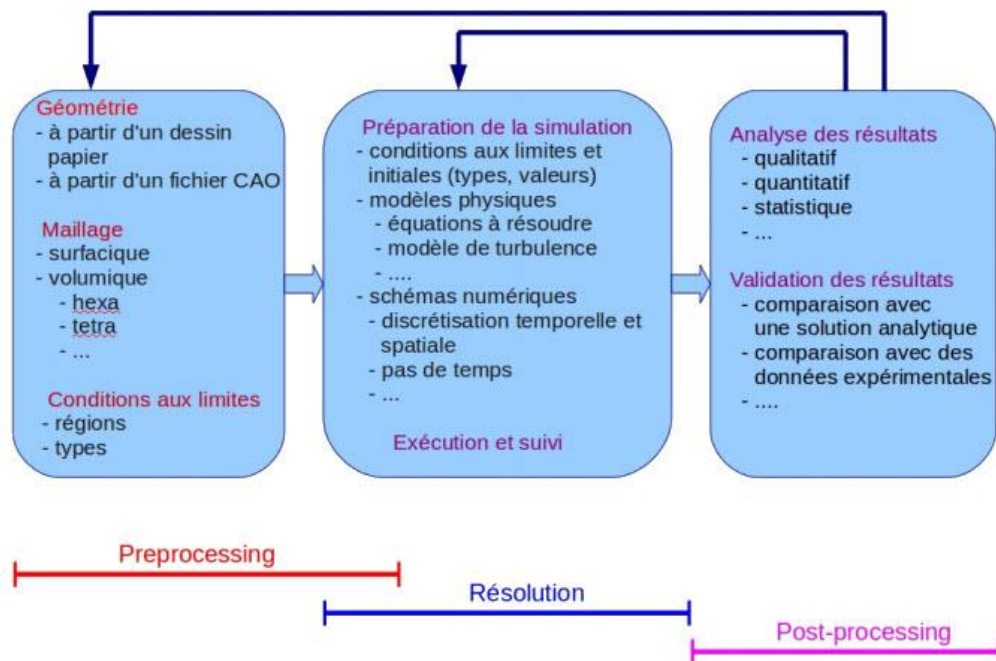 Géométrie
- à partir d'un dessin
papier
- à partir d'un fichier CAO
Maillage
- surfacique
- volumique
- hexa
- tetra
- ...
Conditions aux limites
- régions
- types
Préparation de la simulation
- conditions aux limites et
initiales (types, valeurs)
- modèles physiques
- équations à résoudre
- modèle de turbulence
- ....
- schémas numériques
- discrétisation temporelle et
spatiale
- pas de temps
- ...
Exécution et suivi
Analyse des résultats
- qualitatif
- quantitatif
- statistique
- ...
Validation des résultats
- comparaison avec
une solution analytique
- comparaison avec des
données expérimentales
- ....
Preprocessing
Résolution
Post-processing